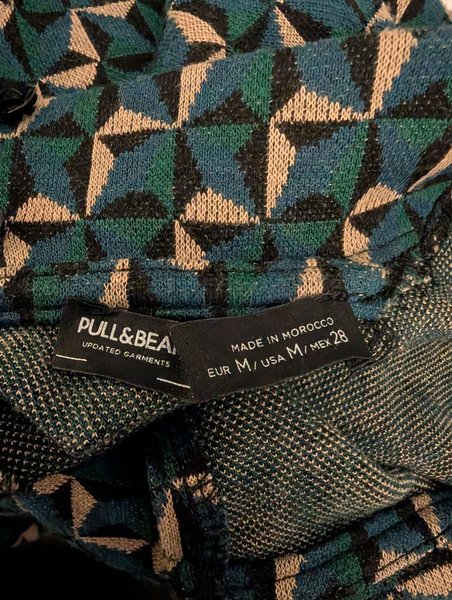 PULL&BEA
UPDATED GARMENTS
MADE IN MOROCCO
EUR M / USA M / MEX 28